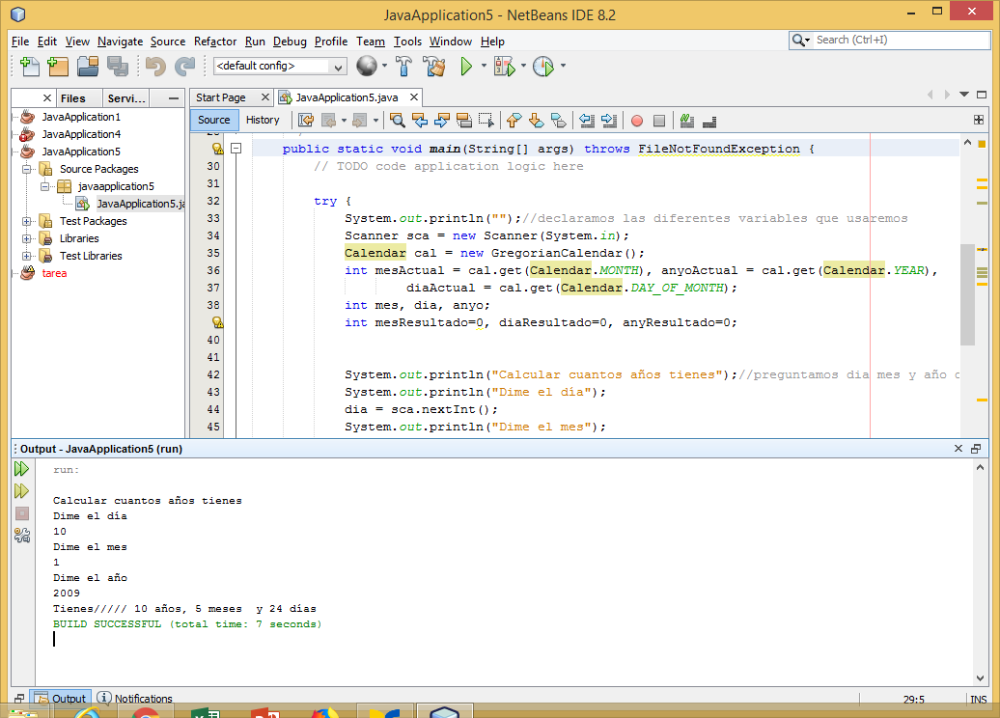 JavaApplication5 - NetBeans IDE 8.2
File Edit View Navigate Source Refactor Run Debug Profile Team Tools Window Help
Search (Ctrl+I)
<default config>
Files Servi...
Start Page JavaApplication5.java
Source History
JavaApplication1
JavaApplication4
JavaApplication5
Source Packages
javaapplication5
JavaApplication5.ja
Test Packages
Libraries
Test Libraries
tarea
public static void main(String[] args) throws FileNotFoundException {
30 // TODO code application logic here
31
32 try {
33 System.out.println("");//declaramos las diferentes variables que usaremos
34 Scanner sca = new Scanner(System.in);
35 Calendar cal = new GregorianCalendar();
36 int mesActual = cal.get(Calendar.MONTH), anyoActual = cal.get(Calendar.YEAR),
37 diaActual = cal.get(Calendar.DAY_OF_MONTH);
38 int mes, dia, anyo;
int mesResultado=0, diaResultado=0, anyResultado=0;
40
41
42 System.out.println("Calcular cuantos años tienes");//preguntamos dia mes y año
43 System.out.println("Dime el día");
44 dia = sca.nextInt();
45 System.out.println("Dime el mes");
Output - JavaApplication5 (run)
run:
Calcular cuantos años tienes
Dime el día
10
Dime el mes
1
Dime el año
2009
Tienes///// 10 años, 5 meses  y 24 días
BUILD SUCCESSFUL (total time: 7 seconds)
Output Notifications
29:5 INS